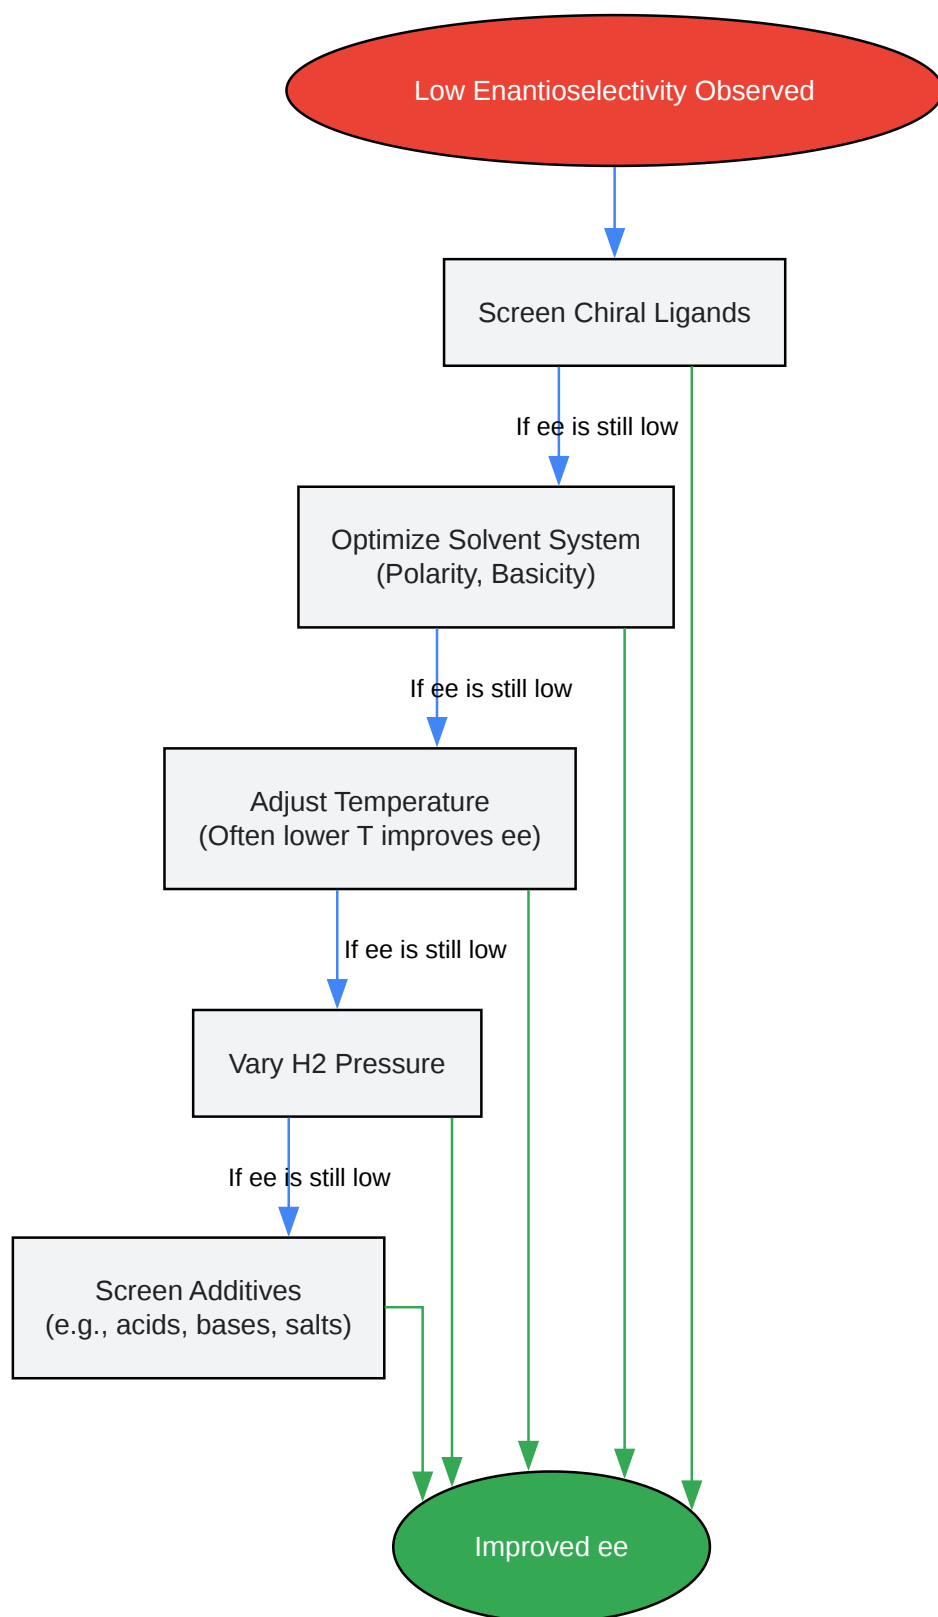 Low Enantioselectivity Observed
Screen Chiral Ligands
If ee is still low
Optimize Solvent System
(Polarity, Basicity)
If ee is still low
Adjust Temperature
(Often lower T improves ee)
If ee is still low
Vary H2 Pressure
If ee is still low
Screen Additives
(e.g., acids, bases, salts)
Improved ee